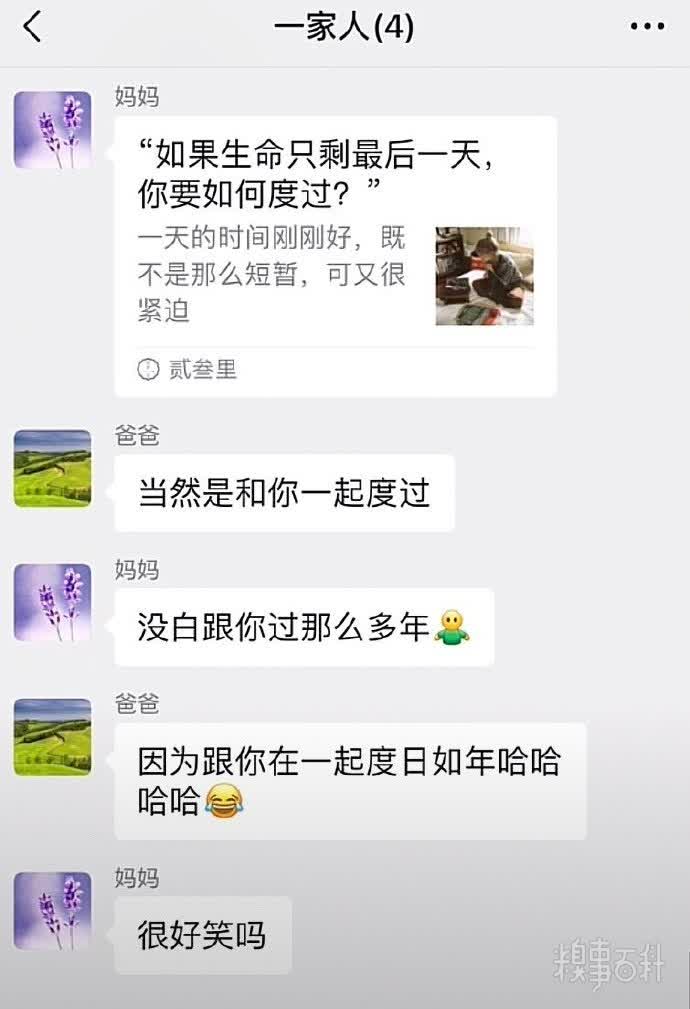 一家人(4)
妈妈
“如果生命只剩最后一天，
你要如何度过？”
一天的时间刚刚好，既
不是那么短暂，可又很
紧迫
贰叁里
爸爸
当然是和你一起度过
妈妈
没白跟你过那么多年
爸爸
因为跟你在一起度日如年哈哈
哈哈😂
妈妈
很好笑吗
糗事百科